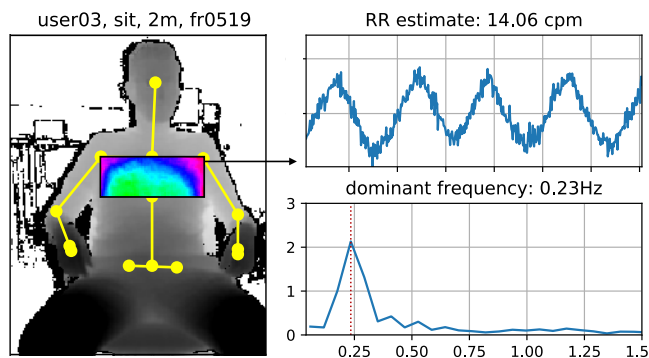 user03, sit, 2m, fr0519
RR estimate: 14.06 cpm
dominant frequency: 0.23Hz
3
2
1
0
0.25 0.50 0.75 1.00 1.25 1.5